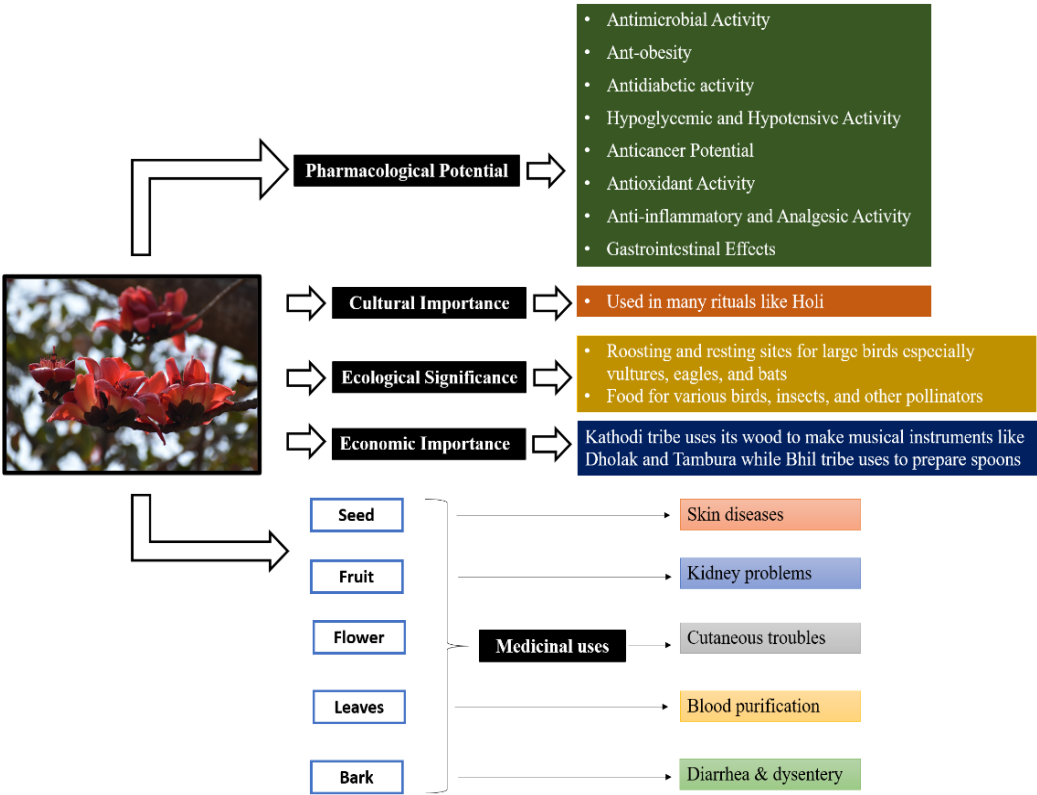 Pharmacological Potential
• Antimicrobial Activity
• Ant-obesity
• Antidiabetic activity
• Hypoglycemic and Hypotensive Activity
• Anticancer Potential
• Antioxidant Activity
• Anti-inflammatory and Analgesic Activity
• Gastrointestinal Effects
Cultural Importance
• Used in many rituals like Holi
Ecological Significance
• Roosting and resting sites for large birds especially
vultures, eagles, and bats
• Food for various birds, insects, and other pollinators
Economic Importance
Kathodi tribe uses its wood to make musical instruments like
Dholak and Tambura while Bhil tribe uses to prepare spoons
Seed
Skin diseases
Fruit
Kidney problems
Flower
Medicinal uses
Cutaneous troubles
Leaves
Blood purification
Bark
Diarrhea & dysentery